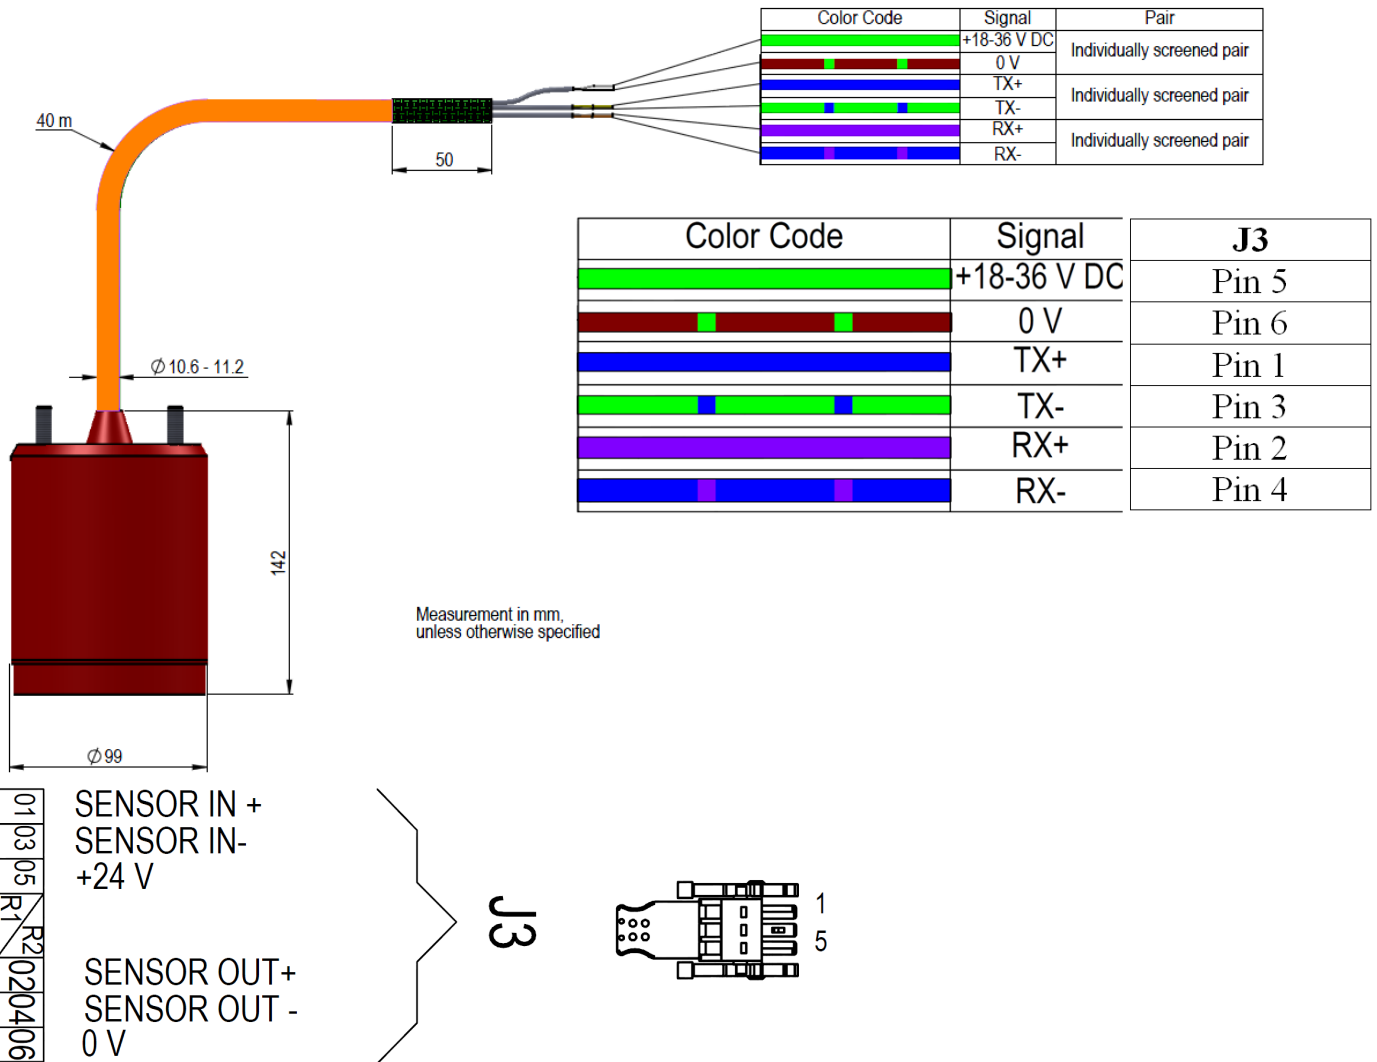 Color Code Signal Pair
+18-36 V DC Individually screened pair
0 V
TX+ Individually screened pair
TX-
RX+ Individually screened pair
RX-
40 m
50
Color Code Signal J3
+18-36 V DC Pin 5
0 V Pin 6
TX+ Pin 1
TX- Pin 3
RX+ Pin 2
RX- Pin 4
Ø 10.6 - 11.2
142
Measurement in mm,
unless otherwise specified
Ø 99
01 SENSOR IN +
03 SENSOR IN-
05 +24 V
R1 R2
02 SENSOR OUT+
04 SENSOR OUT -
06 0 V
J3
1
5